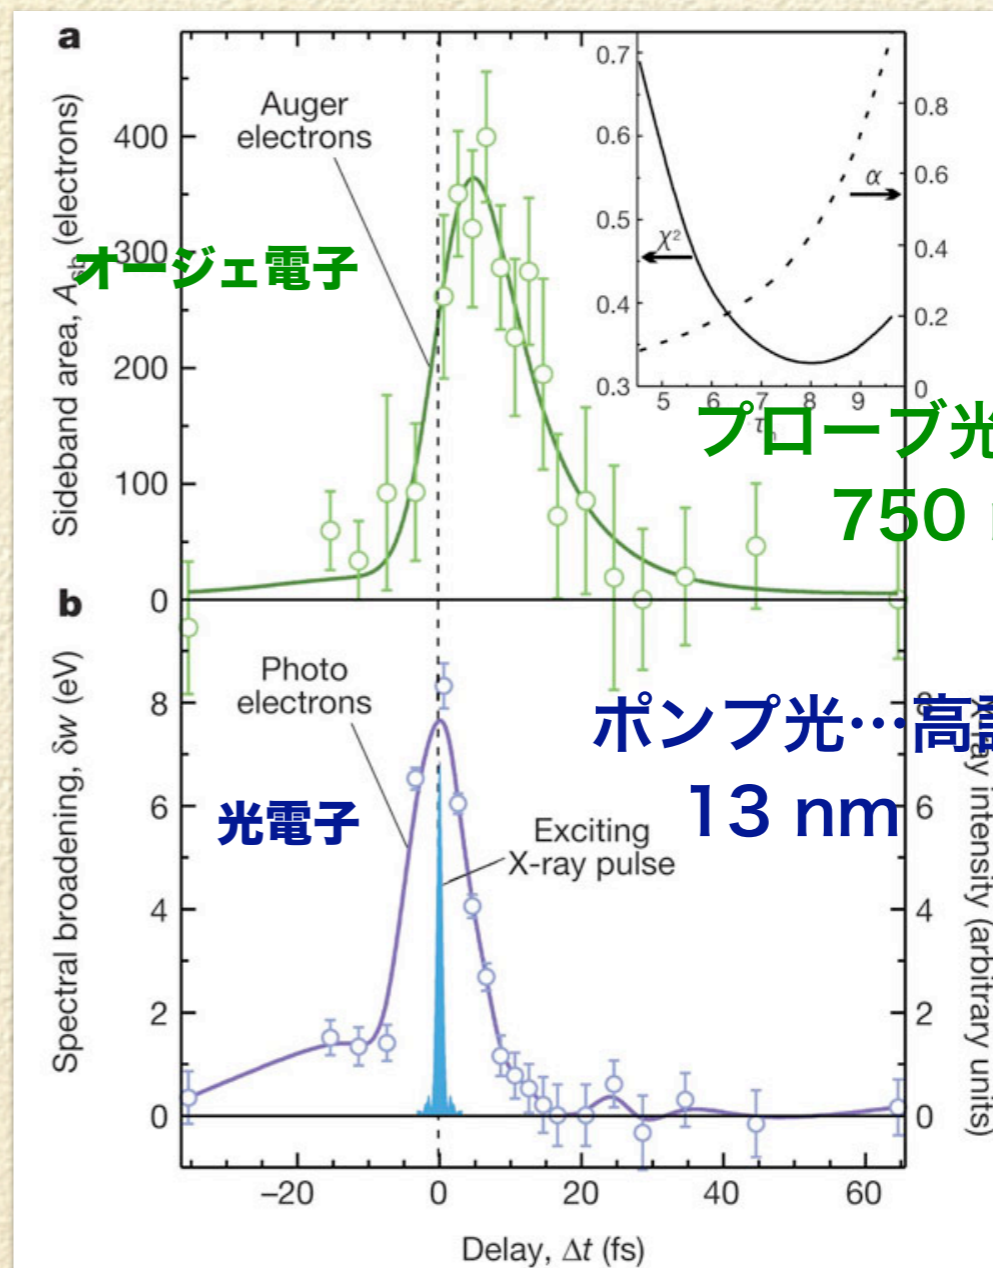 a
Auger
electrons
Sideband area, A_sb (electrons)
オージェ電子
400
300
200
100
0
0.7
0.6
0.5
0.4
0.3
0.8
0.6
0.4
0.2
0
χ²
α
5 6 7 8 9
プローブ光
750
b
Photo
electrons
Spectral broadening, δw (eV)
光電子
ポンプ光…高
13 nm
Exciting
X-ray pulse
8
6
4
2
0
6
4
2
0
X-ray intensity (arbitrary units)
−20 0 20 40 60
Delay, Δt (fs)